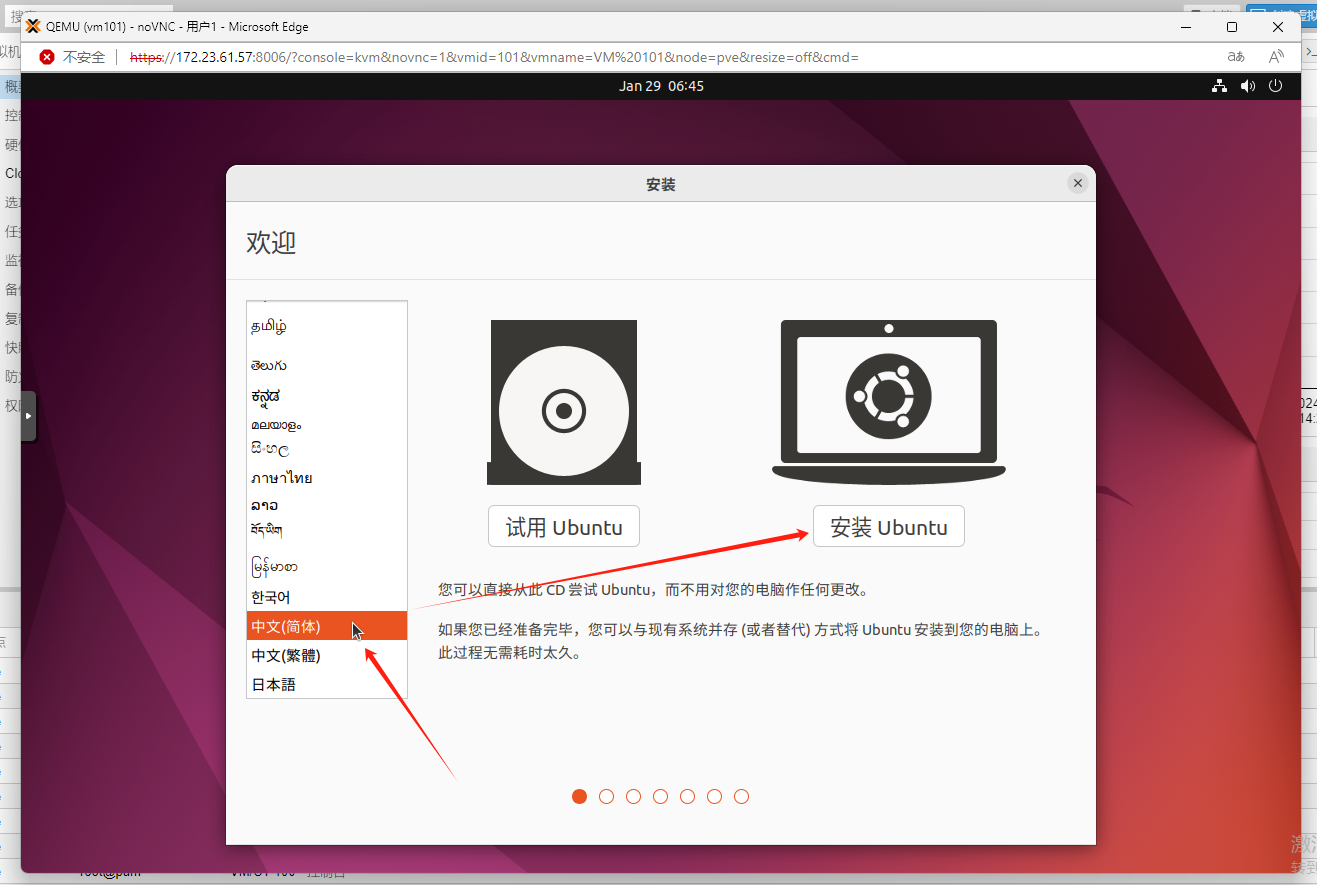 QEMU (vm101) - noVNC - 用户1 - Microsoft Edge
不安全
https://172.23.61.57:8006/?console=kvm&novnc=1&vmid=101&vmname=VM%20101&node=pve&resize=off&cmd=
Jan 29 06:45
安装
欢迎
தமிழ்
తెలుగు
ಕನ್ನಡ
മലയാളം
සිංහල
ภาษาไทย
ລາວ
བོད་ཡིག
မြန်မာစာ
한국어
中文(简体)
中文(繁體)
日本語
试用 Ubuntu
安装 Ubuntu
您可以直接从此 CD 尝试 Ubuntu，而不用对您的电脑作任何更改。
如果您已经准备完毕，您可以与现有系统并存 (或者替代) 方式将 Ubuntu 安装到您的电脑上。
此过程无需耗时太久。